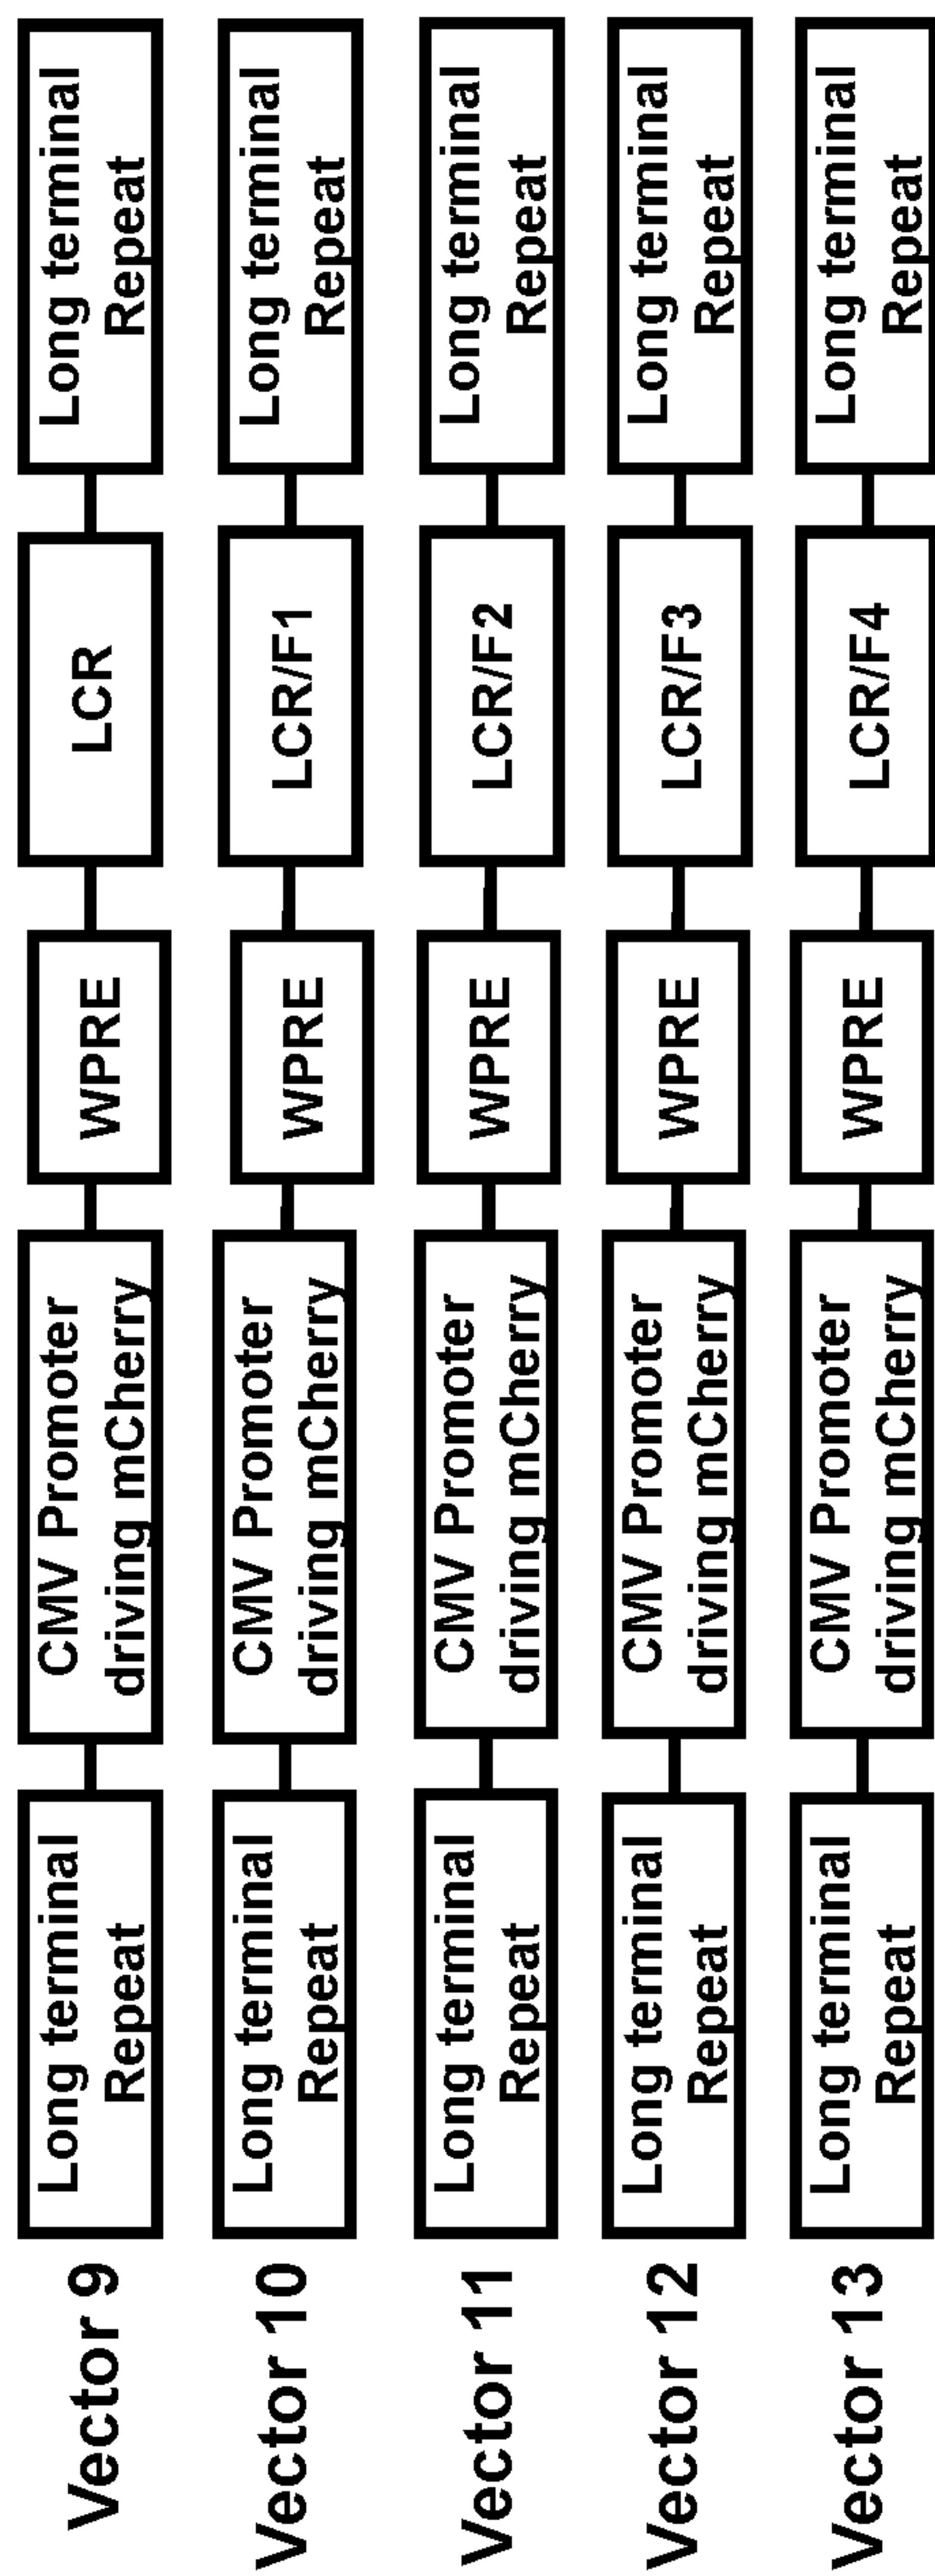 Vector 9
Long terminal
Repeat
CMV Promoter
driving mCherry
WPRE
LCR
Long terminal
Repeat
Vector 10
Long terminal
Repeat
CMV Promoter
driving mCherry
WPRE
LCR/F1
Long terminal
Repeat
Vector 11
Long terminal
Repeat
CMV Promoter
driving mCherry
WPRE
LCR/F2
Long terminal
Repeat
Vector 12
Long terminal
Repeat
CMV Promoter
driving mCherry
WPRE
LCR/F3
Long terminal
Repeat
Vector 13
Long terminal
Repeat
CMV Promoter
driving mCherry
WPRE
LCR/F4
Long terminal
Repeat